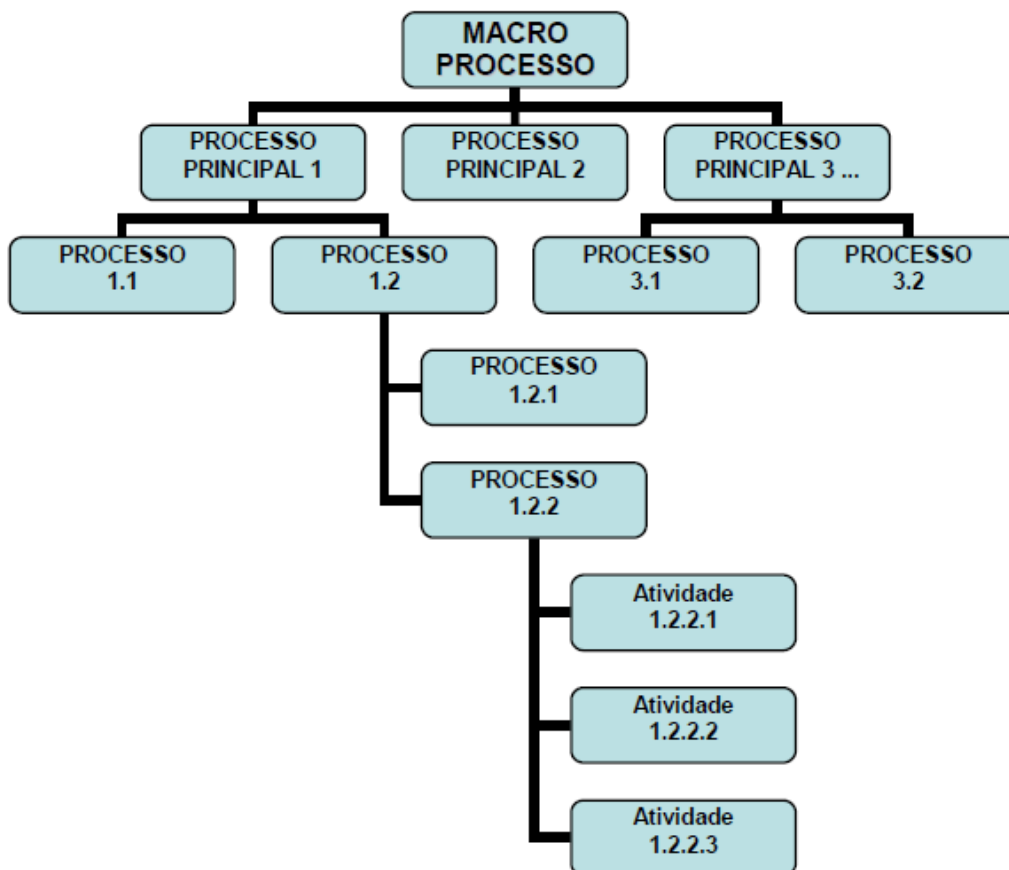 MACRO
PROCESSO
PROCESSO
PRINCIPAL 1
PROCESSO
PRINCIPAL 2
PROCESSO
PRINCIPAL 3 ...
PROCESSO
1.1
PROCESSO
1.2
PROCESSO
3.1
PROCESSO
3.2
PROCESSO
1.2.1
PROCESSO
1.2.2
Atividade
1.2.2.1
Atividade
1.2.2.2
Atividade
1.2.2.3